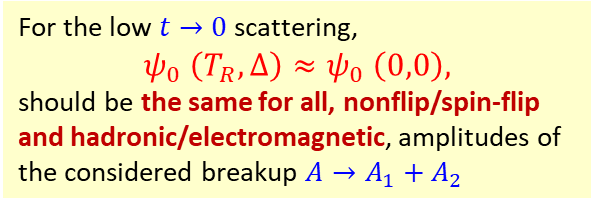 For the low t → 0 scattering,
ψ₀ (T_R, Δ) ≈ ψ₀ (0,0),
should be the same for all, nonflip/spin-flip
and hadronic/electromagnetic, amplitudes of
the considered breakup A → A₁ + A₂